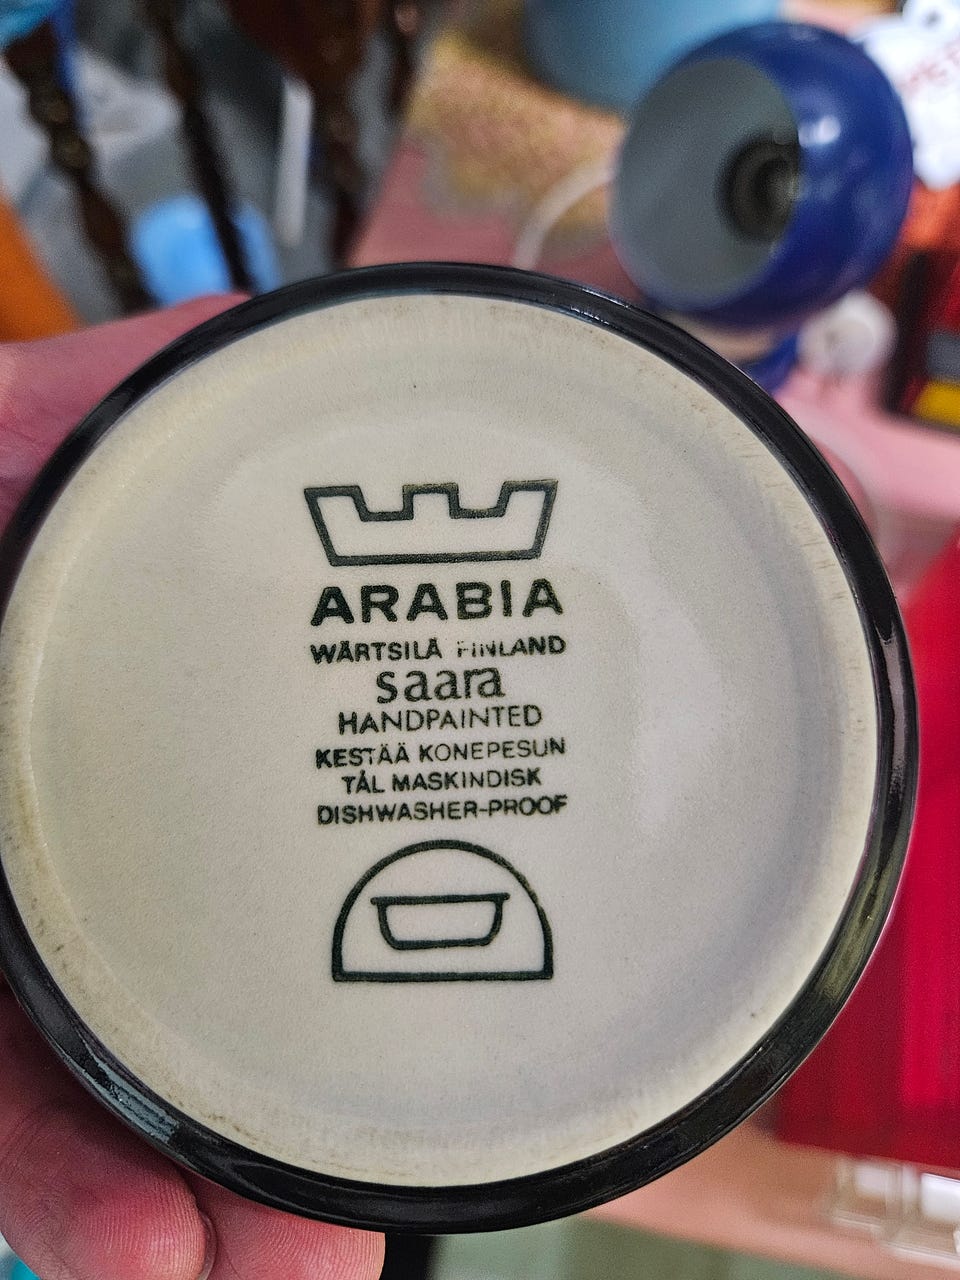 ARABIA
WÄRTSILÄ FINLAND
saara
HANDPAINTED
KESTÄÄ KONEPESUN
TÅL MASKINDISK
DISHWASHER-PROOF